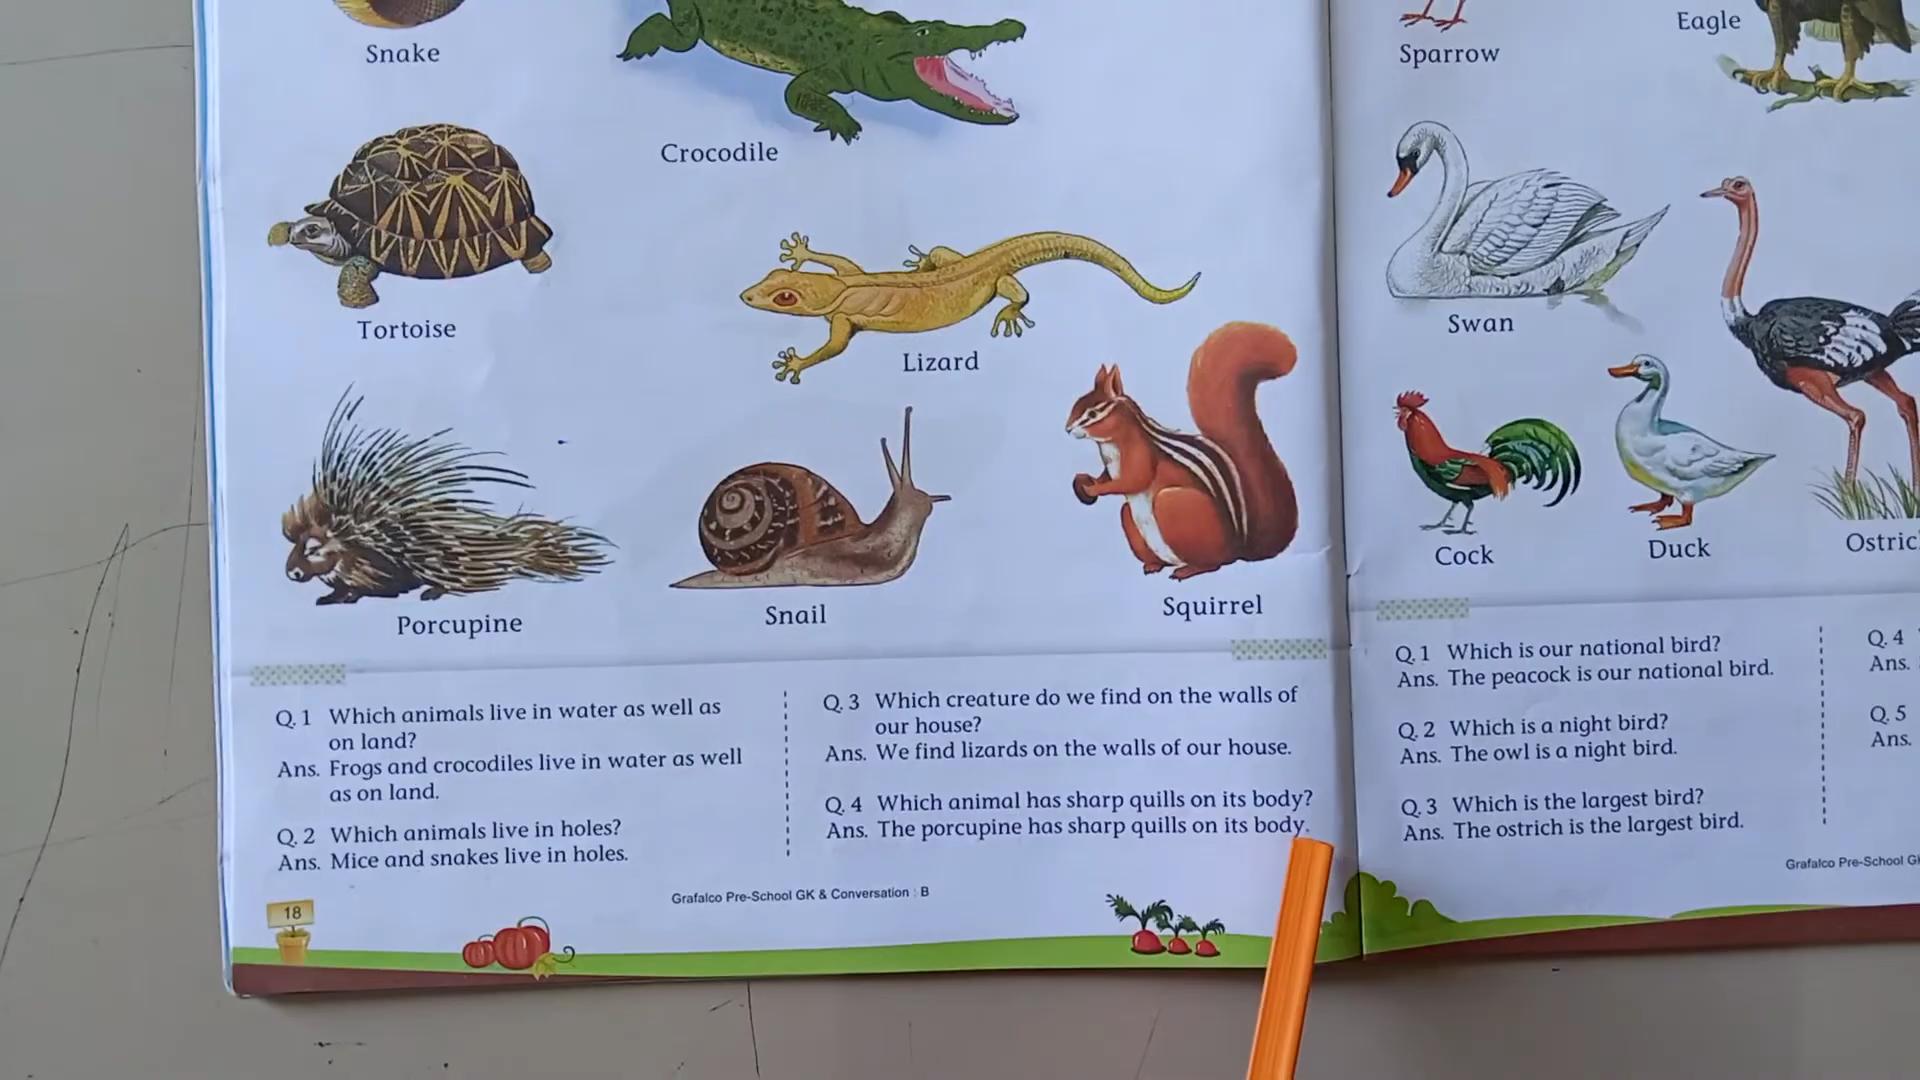 Snake
Crocodile
Tortoise
Lizard
Porcupine
Snail
Squirrel
Q. 1 Which animals live in water as well as
on land?
Ans. Frogs and crocodiles live in water as well
as on land.
Q. 2 Which animals live in holes?
Ans. Mice and snakes live in holes.
Q. 3 Which creature do we find on the walls of
our house?
Ans. We find lizards on the walls of our house.
Q. 4 Which animal has sharp quills on its body?
Ans. The porcupine has sharp quills on its body.
18
Grafalco Pre-School GK & Conversation : B
Sparrow
Eagle
Swan
Cock
Duck
Ostric
Q. 1 Which is our national bird?
Ans. The peacock is our national bird.
Q. 2 Which is a night bird?
Ans. The owl is a night bird.
Q. 3 Which is the largest bird?
Ans. The ostrich is the largest bird.
Q. 4
Ans.
Q. 5
Ans.
Grafalco Pre-School